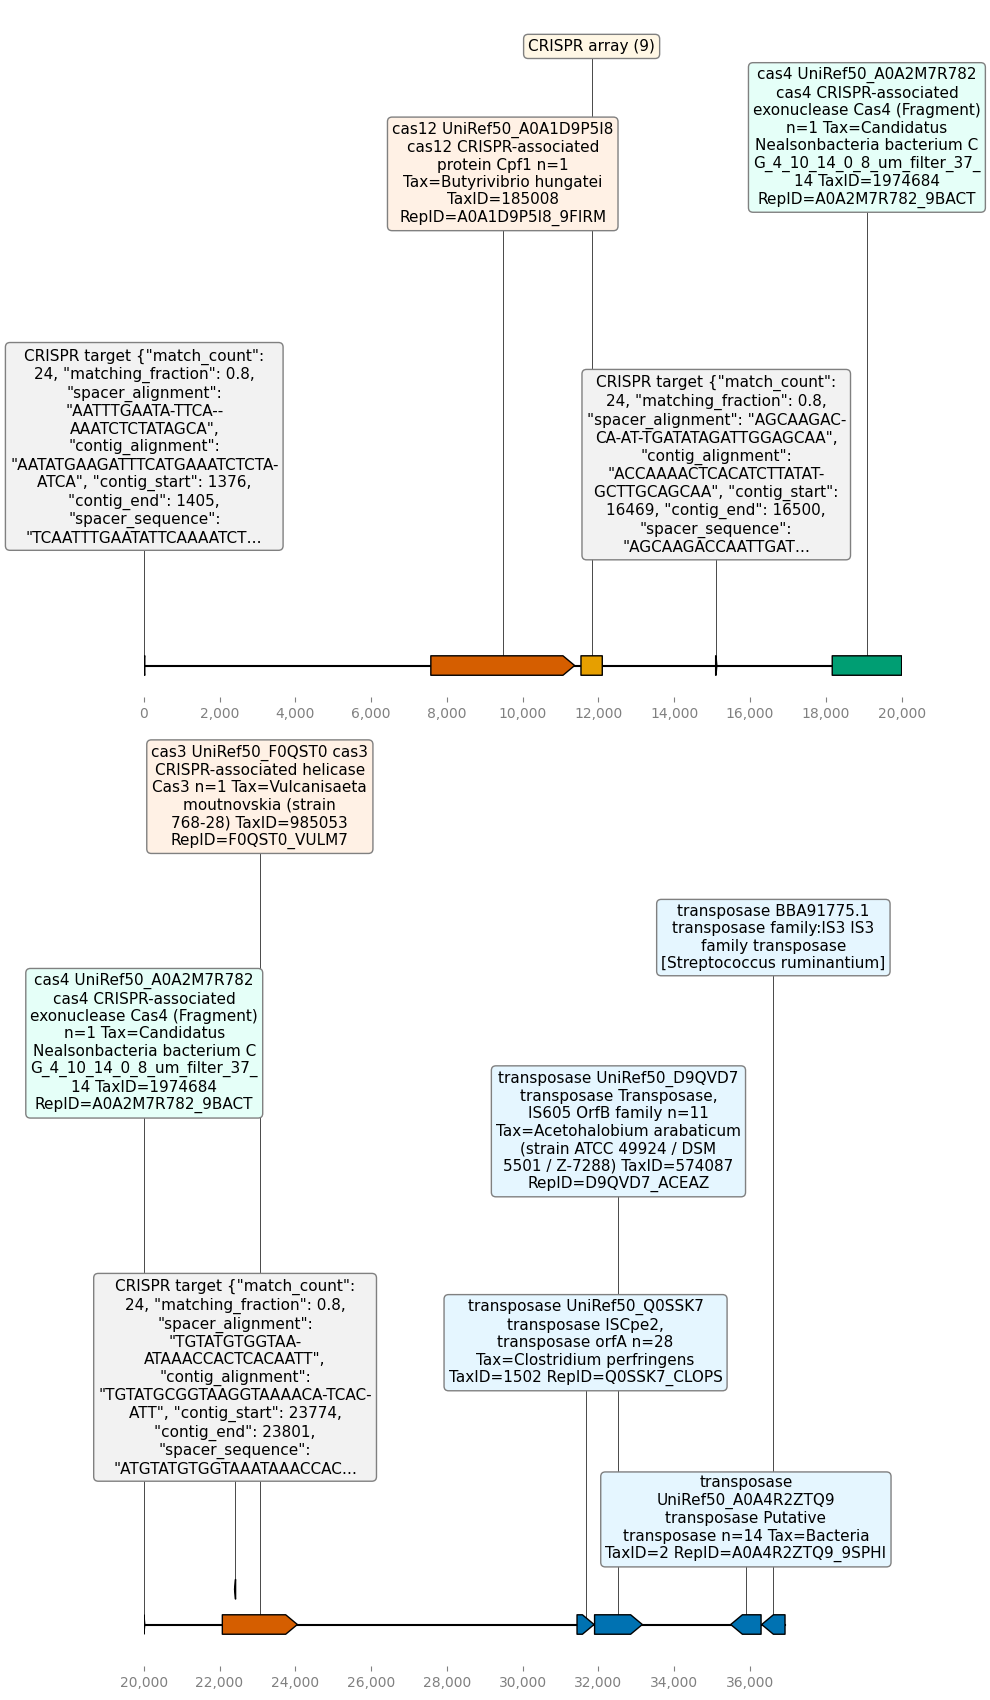 CRISPR array (9)
cas4 UniRef50_A0A2M7R782
cas4 CRISPR-associated
exonuclease Cas4 (Fragment)
n=1 Tax=Candidatus
Nealsonbacteria bacterium C
G_4_10_14_0_8_um_filter_37_
14 TaxID=1974684
RepID=A0A2M7R782_9BACT
cas12 UniRef50_A0A1D9P5I8
cas12 CRISPR-associated
protein Cpf1 n=1
Tax=Butyrivibrio hungatei
TaxID=185008
RepID=A0A1D9P5I8_9FIRM
CRISPR target {"match_count":
24, "matching_fraction": 0.8,
"spacer_alignment":
"AATTTGAATA-TTCA--
AAATCTCTATAGCA",
"contig_alignment":
"AATATGAAGATTTCATGAAATCTCTA-
ATCA", "contig_start": 1376,
"contig_end": 1405,
"spacer_sequence":
"TCAATTTGAATATTCAAAATCT...
CRISPR target {"match_count":
24, "matching_fraction": 0.8,
"spacer_alignment": "AGCAAGAC-
CA-AT-TGATATAGATTGGAGCAA",
"contig_alignment":
"ACCAAAACTCACATCTTATAT-
GCTTGCAGCAA", "contig_start":
16469, "contig_end": 16500,
"spacer_sequence":
"AGCAAGACCAATTGAT...
0 2,000 4,000 6,000 8,000 10,000 12,000 14,000 16,000 18,000 20,000
cas3 UniRef50_F0QST0 cas3
CRISPR-associated helicase
Cas3 n=1 Tax=Vulcanisaeta
moutnovskia (strain
768-28) TaxID=985053
RepID=F0QST0_VULM7
transposase BBA91775.1
transposase family:IS3 IS3
family transposase
[Streptococcus ruminantium]
cas4 UniRef50_A0A2M7R782
cas4 CRISPR-associated
exonuclease Cas4 (Fragment)
n=1 Tax=Candidatus
Nealsonbacteria bacterium C
G_4_10_14_0_8_um_filter_37_
14 TaxID=1974684
RepID=A0A2M7R782_9BACT
transposase UniRef50_D9QVD7
transposase Transposase,
IS605 OrfB family n=11
Tax=Acetohalobium arabaticum
(strain ATCC 49924 / DSM
5501 / Z-7288) TaxID=574087
RepID=D9QVD7_ACEAZ
CRISPR target {"match_count":
24, "matching_fraction": 0.8,
"spacer_alignment":
"TGTATGTGGTAA-
ATAAACCACTCACAATT",
"contig_alignment":
"TGTATGCGGTAAGGTAAAACA-TCAC-
ATT", "contig_start": 23774,
"contig_end": 23801,
"spacer_sequence":
"ATGTATGTGGTAAATAAACCAC...
transposase UniRef50_Q0SSK7
transposase ISCpe2,
transposase orfA n=28
Tax=Clostridium perfringens
TaxID=1502 RepID=Q0SSK7_CLOPS
transposase
UniRef50_A0A4R2ZTQ9
transposase Putative
transposase n=14 Tax=Bacteria
TaxID=2 RepID=A0A4R2ZTQ9_9SPHI
20,000 22,000 24,000 26,000 28,000 30,000 32,000 34,000 36,000